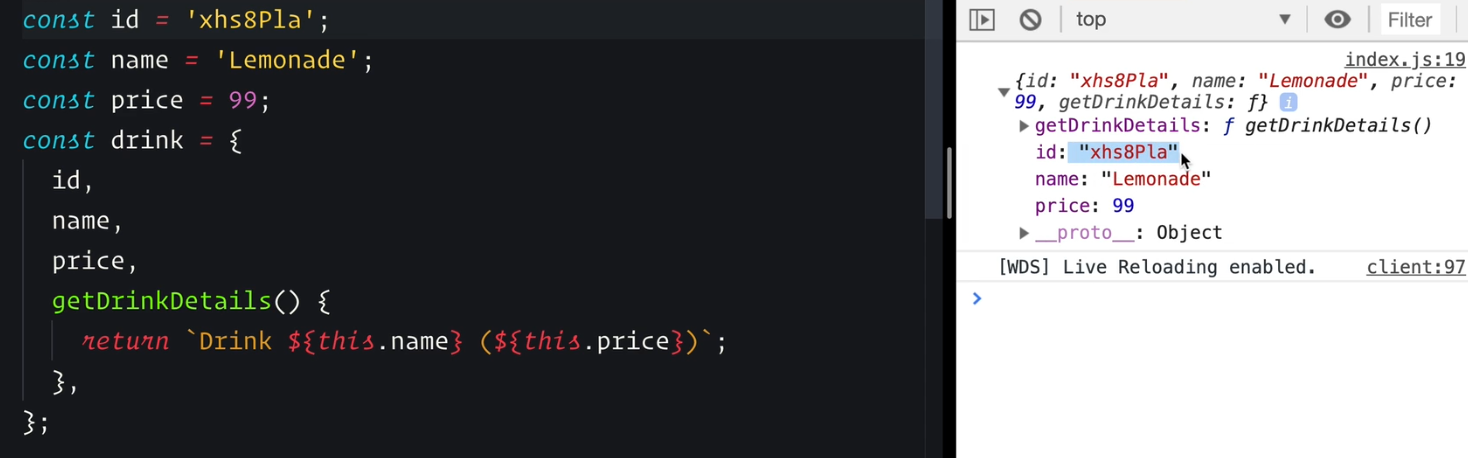 const id = 'xhs8Pla';
const name = 'Lemonade';
const price = 99;
const drink = {
id,
name,
price,
getDrinkDetails() {
return `Drink ${this.name} (${this.price})`;
},
};
top
Filter
index.js:19
{id: "xhs8Pla", name: "Lemonade", price:
99, getDrinkDetails: ƒ} i
getDrinkDetails: ƒ getDrinkDetails()
id: "xhs8Pla"
name: "Lemonade"
price: 99
__proto__: Object
[WDS] Live Reloading enabled. client:97